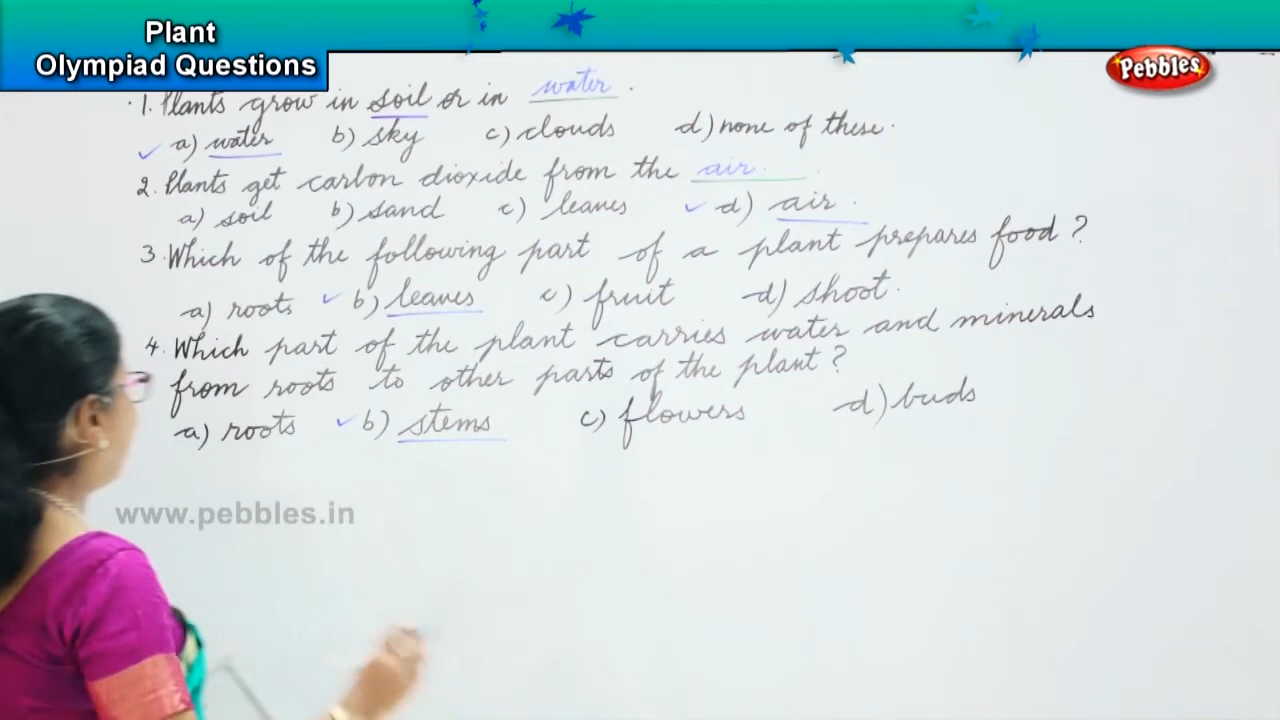 Plant
Olympiad Questions
Pebbles
1. Plants grow in soil or in water.
a) water b) sky c) clouds d) none of these.
2. Plants get carbon dioxide from the air.
a) soil b) sand c) leaves d) air.
3. Which of the following part of a plant prepares food?
a) roots b) leaves c) fruit d) shoot.
4. Which part of the plant carries water and minerals
from roots to other parts of the plant?
a) roots b) stems c) flowers d) buds
www.pebbles.in